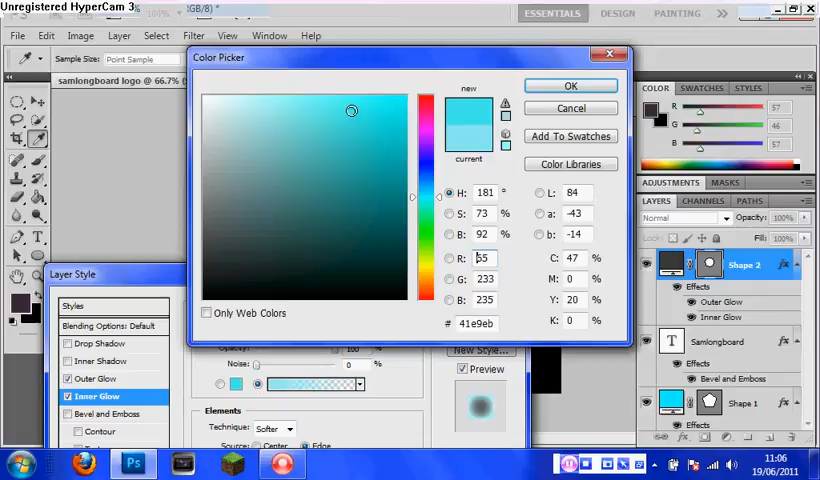 Unregistered HyperCam 3
150%
RGB/8) *
ESSENTIALS
DESIGN
PAINTING
File
Edit
Image
Layer
Select
Filter
View
Window
Help
Sample Size:
Point Sample
samlongboard logo @ 66.7%
Color Picker
new
current
OK
Cancel
Add To Swatches
Color Libraries
H: 181 °
S: 73 %
B: 92 %
R: 65
G: 233
B: 235
# 41e9eb
L: 84
a: -43
b: -14
C: 47 %
M: 0 %
Y: 20 %
K: 0 %
Only Web Colors
COLOR
SWATCHES
STYLES
R 57
G 46
B 57
ADJUSTMENTS
MASKS
LAYERS
CHANNELS
PATHS
Normal
Opacity: 100%
Lock:
Fill: 100%
Shape 2
Effects
Outer Glow
Inner Glow
T
Samlongboard
Effects
Bevel and Emboss
Shape 1
Effects
Layer Style
Styles
Blending Options: Default
Drop Shadow
Inner Shadow
Outer Glow
Inner Glow
Bevel and Emboss
Contour
Opacity: 100 %
Noise: 0 %
Elements
Technique: Softer
Source: Center Edge
New Style...
Preview
Ps
11:06
19/06/2011